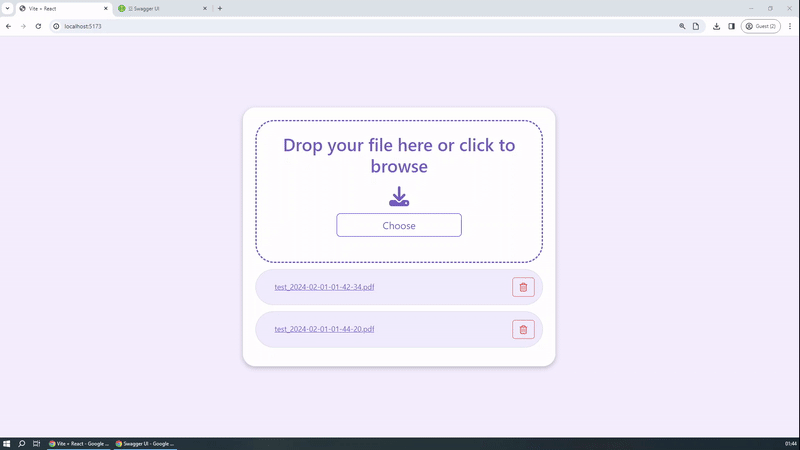 Vite + React
Swagger UI
localhost:5173
Guest (2)
Drop your file here or click to
browse
Choose
test_2024-02-01-01-42-34.pdf
test_2024-02-01-01-44-20.pdf
Vite + React - Google ...
Swagger UI - Google ...
01:44